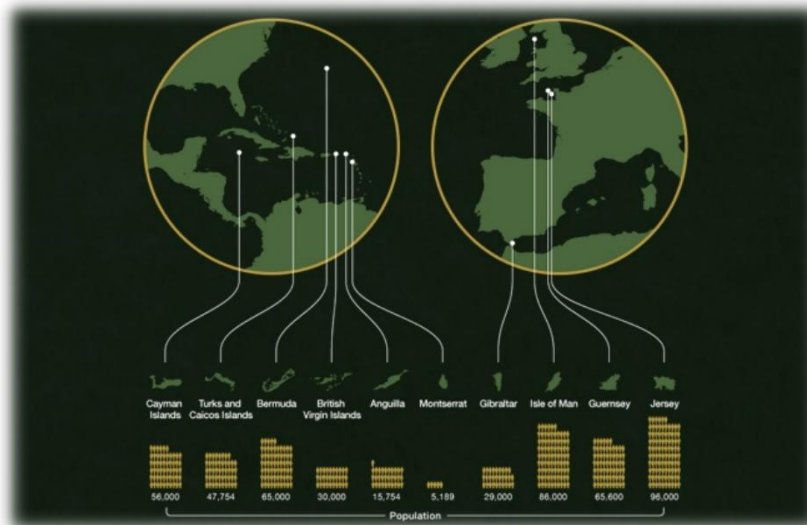 Cayman
Islands
Turks and
Caicos Islands
Bermuda
British
Virgin Islands
Anguilla
Montserrat
Gibraltar
Isle of Man
Guernsey
Jersey
56,000
47,754
65,000
30,000
15,754
5,189
29,000
86,000
65,600
96,000
Population